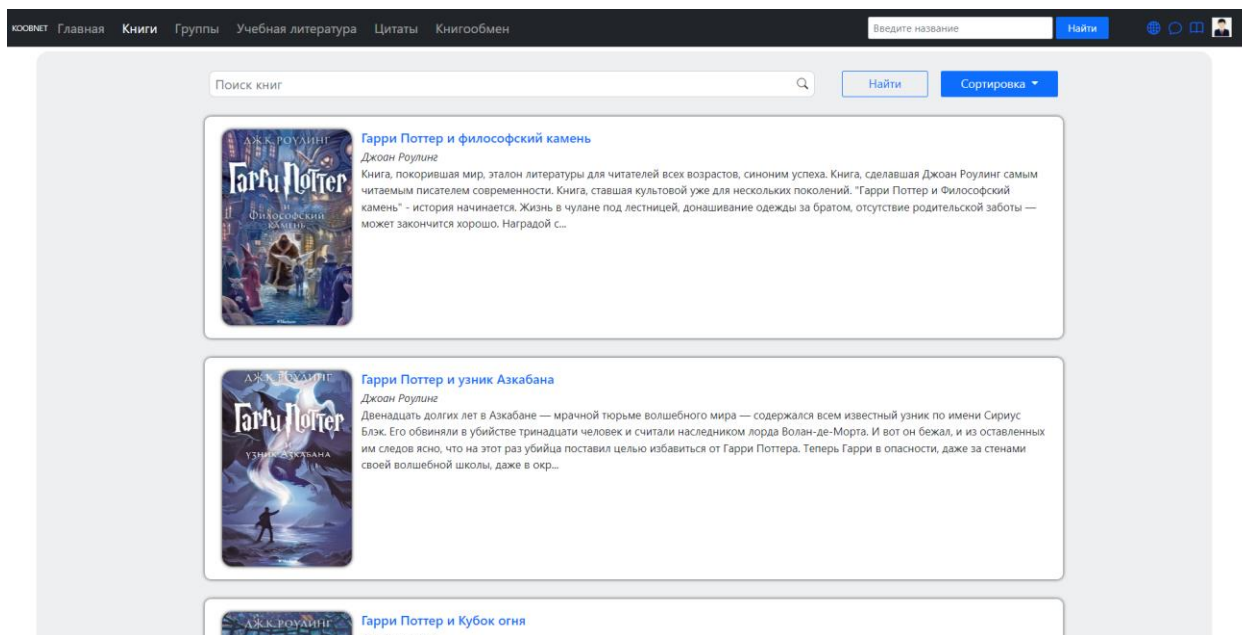 KOOBNET Главная Книги Группы Учебная литература Цитаты Книгообмен Введите название Найти
Поиск книг Найти Сортировка
ДЖ.К. РОУЛИНГ
Гарри Поттер
и
Философский
камень
Гарри Поттер и философский камень
Джоан Роулинг
Книга, покорившая мир, эталон литературы для читателей всех возрастов, синоним успеха. Книга, сделавшая Джоан Роулинг самым
читаемым писателем современности. Книга, ставшая культовой уже для нескольких поколений. "Гарри Поттер и Философский
камень" - история начинается. Жизнь в чулане под лестницей, донашивание одежды за братом, отсутствие родительской заботы —
может закончится хорошо. Наградой с...
ДЖ.К. РОУЛИНГ
Гарри Поттер
УЗНИК АЗКАБАНА
Гарри Поттер и узник Азкабана
Джоан Роулинг
Двенадцать долгих лет в Азкабане — мрачной тюрьме волшебного мира — содержался всем известный узник по имени Сириус
Блэк. Его обвиняли в убийстве тринадцати человек и считали наследником лорда Волан-де-Морта. И вот он бежал, и из оставленных
им следов ясно, что на этот раз убийца поставил целью избавиться от Гарри Поттера. Теперь Гарри в опасности, даже за стенами
своей волшебной школы, даже в окр...
ДЖ.К. РОУЛИНГ
Гарри Поттер и Кубок огня